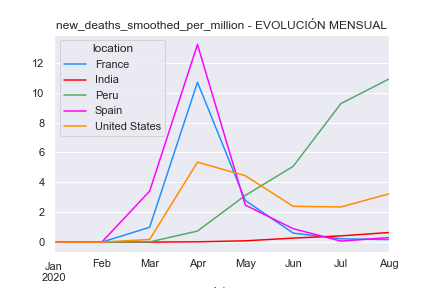 new_deaths_smoothed_per_million - EVOLUCIÓN MENSUAL
location
France
India
Peru
Spain
United States
12
10
8
6
4
2
0
Jan Feb Mar Apr May Jun Jul Aug
2020